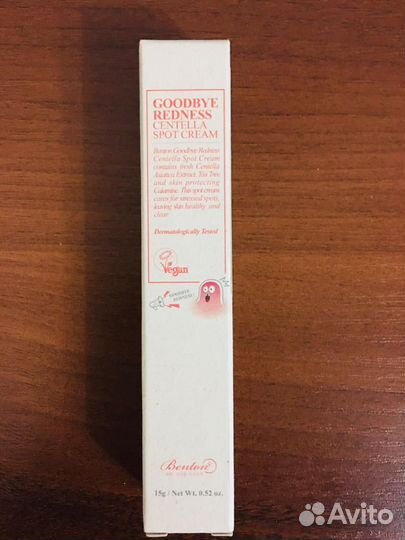 GOODBYE
REDNESS
CENTELLA
SPOT CREAM
Benton Goodbye Redness
Centella Spot Cream
contains fresh Centella
Asiatica Extract, Tea Tree
and skin protecting
Calamine. This spot cream
cares for stressed spots,
leaving skin healthy and
clear.
Dermatologically Tested
Vegan
GOODBYE
REDNESS!
Benton
15g / Net Wt. 0.52 oz.
Avito